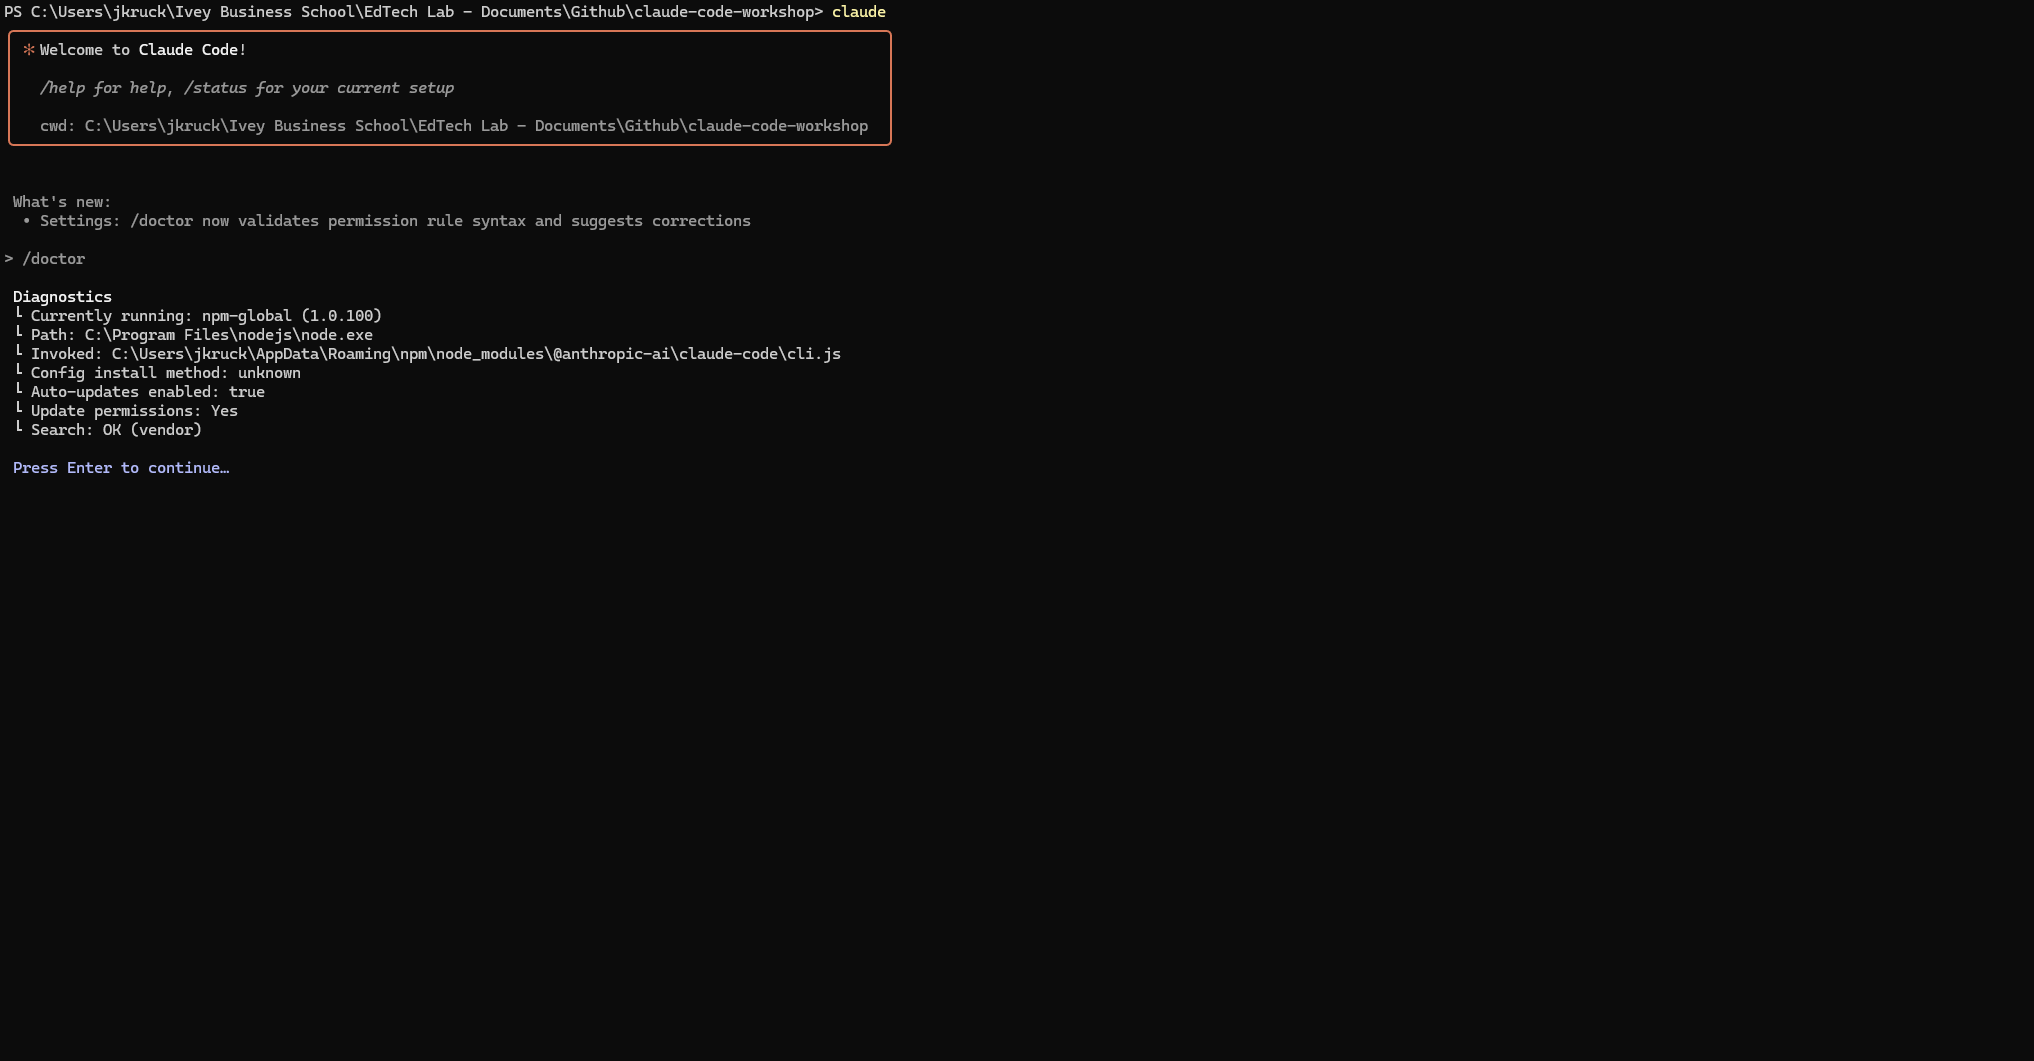 PS C:\Users\jkruck\Ivey Business School\EdTech Lab - Documents\Github\claude-code-workshop> claude
✻ Welcome to Claude Code!
/help for help, /status for your current setup
cwd: C:\Users\jkruck\Ivey Business School\EdTech Lab - Documents\Github\claude-code-workshop
What's new:
• Settings: /doctor now validates permission rule syntax and suggests corrections
> /doctor
Diagnostics
└ Currently running: npm-global (1.0.100)
└ Path: C:\Program Files\nodejs\node.exe
└ Invoked: C:\Users\jkruck\AppData\Roaming\npm\node_modules\@anthropic-ai\claude-code\cli.js
└ Config install method: unknown
└ Auto-updates enabled: true
└ Update permissions: Yes
└ Search: OK (vendor)
Press Enter to continue…